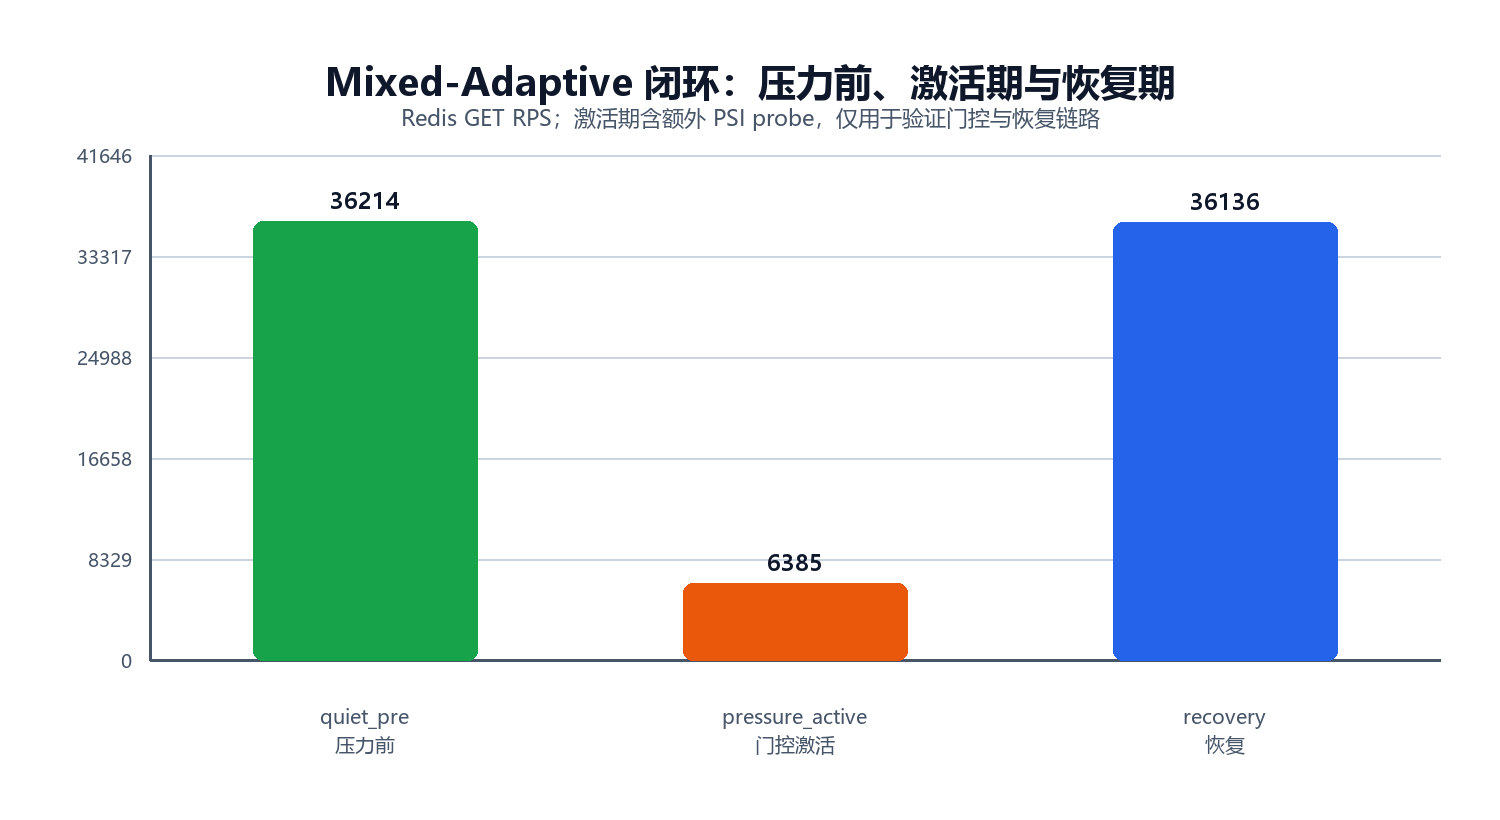 Mixed-Adaptive 闭环：压力前、激活期与恢复期
Redis GET RPS；激活期含额外 PSI probe，仅用于验证门控与恢复链路
41646
33317
24988
16658
8329
0
36214
6385
36136
quiet_pre
压力前
pressure_active
门控激活
recovery
恢复